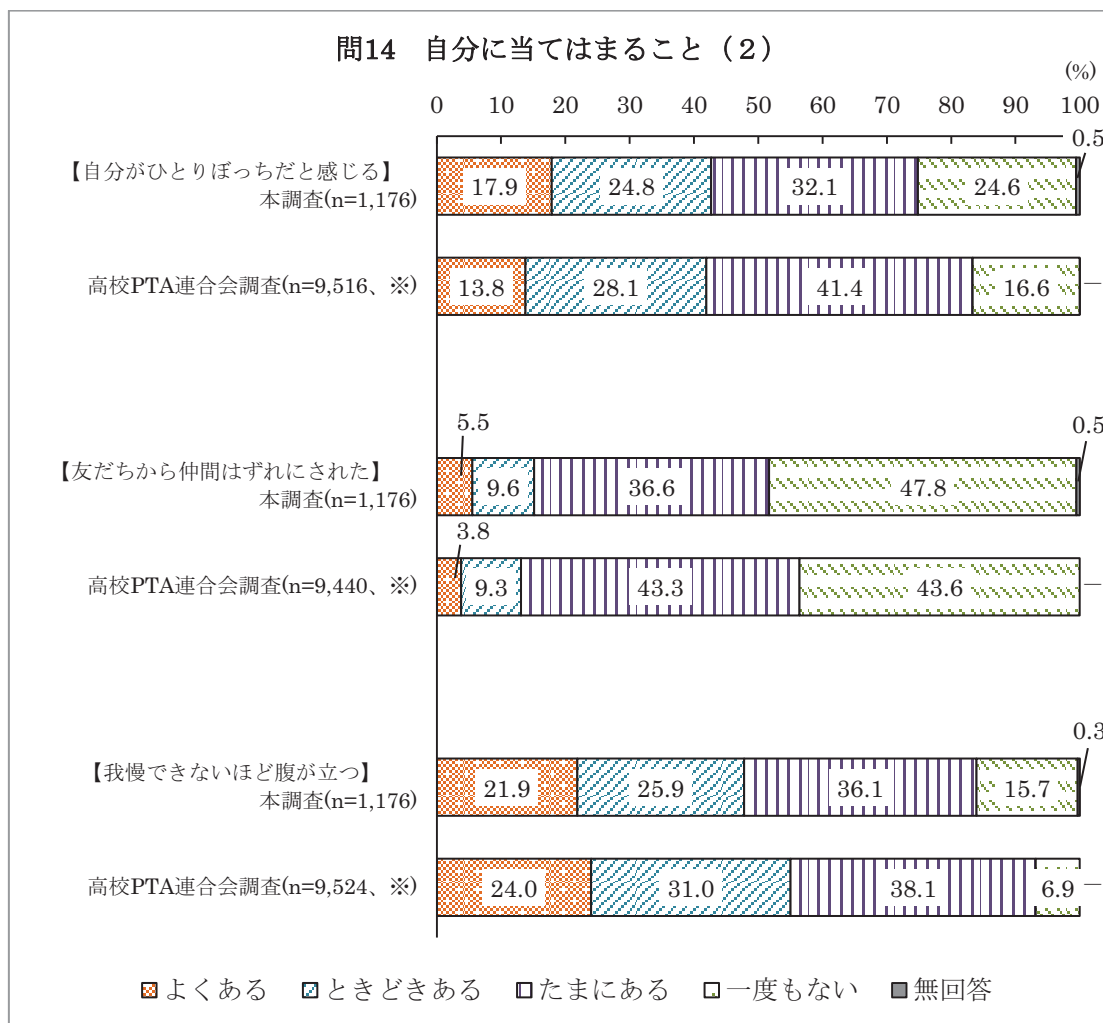 問14　自分に当てはまること（２）
(%)
0 10 20 30 40 50 60 70 80 90 100
【自分がひとりぼっちだと感じる】
本調査(n=1,176)
17.9 24.8 32.1 24.6 0.5
高校PTA連合会調査(n=9,516、※)
13.8 28.1 41.4 16.6 －
【友だちから仲間はずれにされた】
本調査(n=1,176)
5.5 9.6 36.6 47.8 0.5
高校PTA連合会調査(n=9,440、※)
3.8 9.3 43.3 43.6 －
【我慢できないほど腹が立つ】
本調査(n=1,176)
21.9 25.9 36.1 15.7 0.3
高校PTA連合会調査(n=9,524、※)
24.0 31.0 38.1 6.9 －
よくある ときどきある たまにある 一度もない 無回答